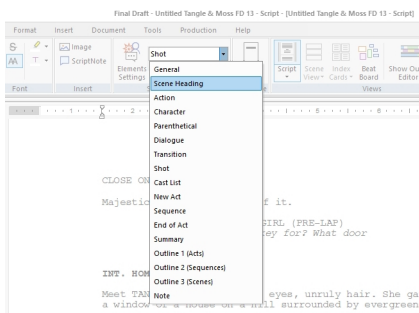 Final Draft - Untitled Tangle & Moss FD 13 - Script - [Untitled Tangle & Moss FD 13 - Script]
Format Insert Document Tools Production Help
Image
ScriptNote
Elements Settings
Shot
Script
Scene View
Index Cards
Beat Board
Show Ou
Editor
Font Insert Views
General
Scene Heading
Action
Character
Parenthetical
Dialogue
Transition
Shot
Cast List
New Act
Sequence
End of Act
Summary
Outline 1 (Acts)
Outline 2 (Sequences)
Outline 3 (Scenes)
Note
CLOSE ON
Majestic f it.
GIRL (PRE-LAP)
ey for? What door
INT. HOM
Meet TAN eyes, unruly hair. She ga
a window of a house on a hill surrounded by evergreen